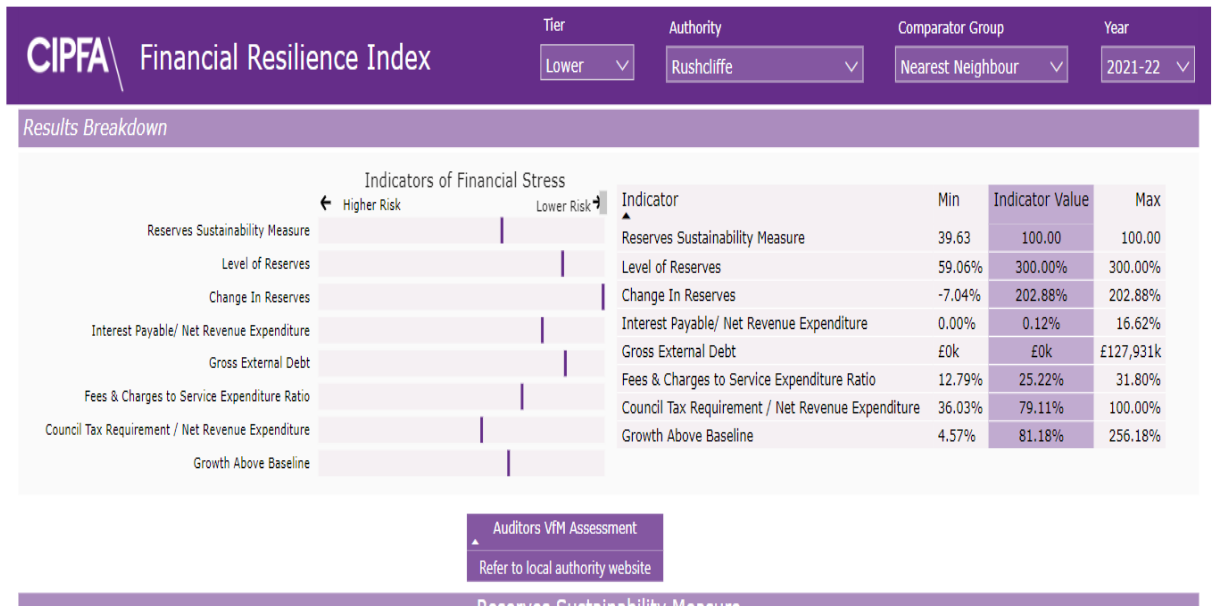 CIPFA\ Financial Resilience Index
Tier Authority Comparator Group Year
Lower Rushcliffe Nearest Neighbour 2021-22
Results Breakdown
Indicators of Financial Stress
← Higher Risk Lower Risk →
Reserves Sustainability Measure
Level of Reserves
Change In Reserves
Interest Payable/ Net Revenue Expenditure
Gross External Debt
Fees & Charges to Service Expenditure Ratio
Council Tax Requirement / Net Revenue Expenditure
Growth Above Baseline
Indicator Min Indicator Value Max
Reserves Sustainability Measure 39.63 100.00 100.00
Level of Reserves 59.06% 300.00% 300.00%
Change In Reserves -7.04% 202.88% 202.88%
Interest Payable/ Net Revenue Expenditure 0.00% 0.12% 16.62%
Gross External Debt £0k £0k £127,931k
Fees & Charges to Service Expenditure Ratio 12.79% 25.22% 31.80%
Council Tax Requirement / Net Revenue Expenditure 36.03% 79.11% 100.00%
Growth Above Baseline 4.57% 81.18% 256.18%
Auditors VfM Assessment
Refer to local authority website
Reserves Sustainability Measure